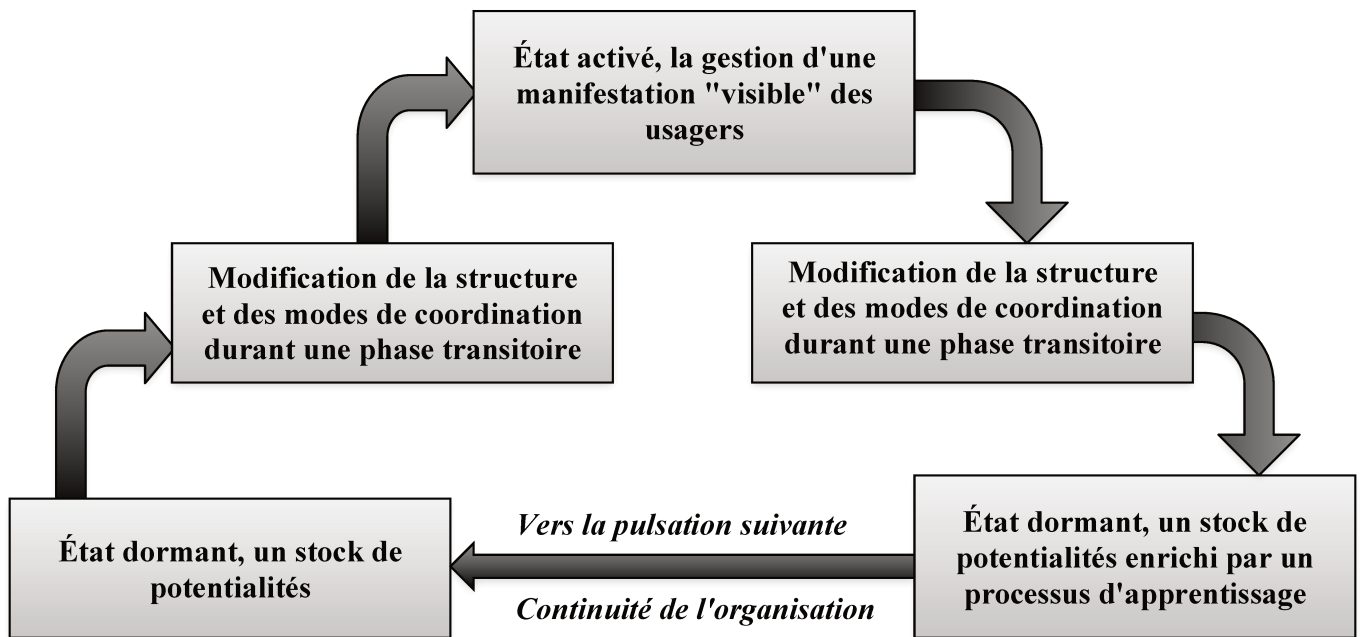 État activé, la gestion d'une
manifestation "visible" des
usagers
Modification de la structure
et des modes de coordination
durant une phase transitoire
Modification de la structure
et des modes de coordination
durant une phase transitoire
État dormant, un stock de
potentialités
Vers la pulsation suivante
Continuité de l'organisation
État dormant, un stock de
potentialités enrichi par un
processus d'apprentissage